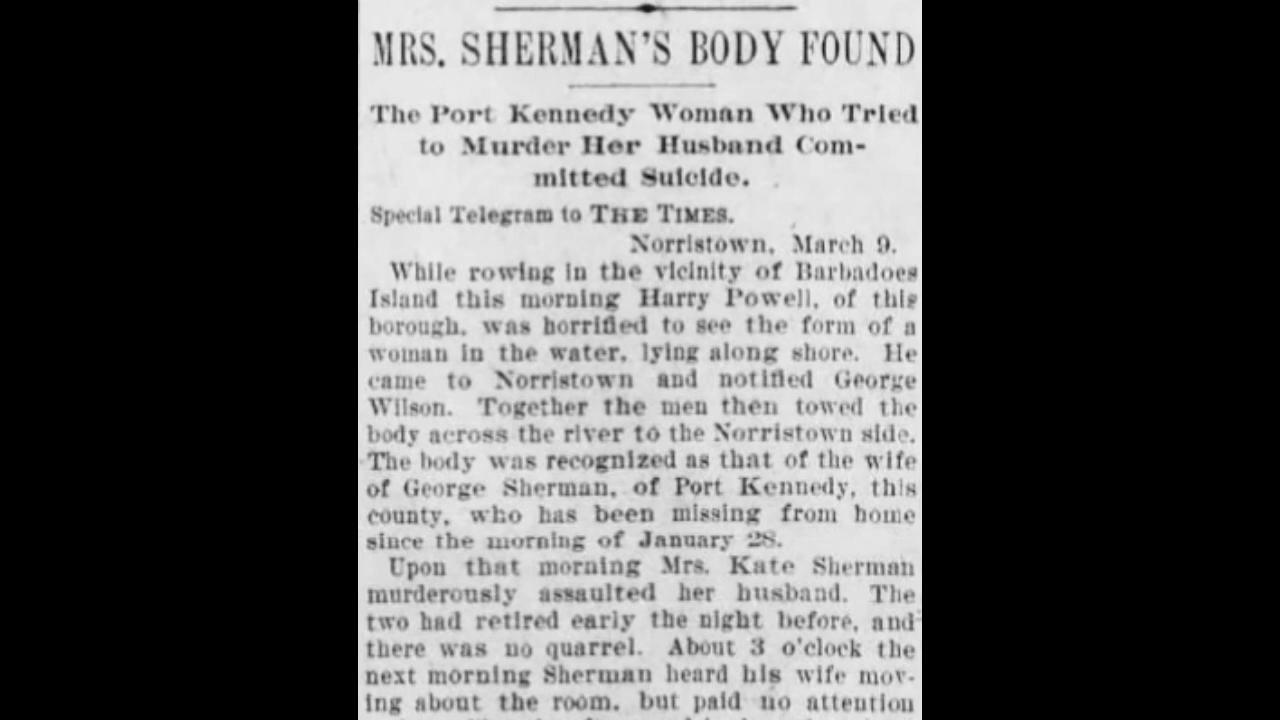 MRS. SHERMAN'S BODY FOUND
The Port Kennedy Woman Who Tried
to Murder Her Husband Com-
mitted Suicide.
Special Telegram to THE TIMES.
Norristown, March 9.
While rowing in the vicinity of Barbadoes
Island this morning Harry Powell, of this
borough, was horrified to see the form of a
woman in the water, lying along shore. He
came to Norristown and notified George
Wilson. Together the men then towed the
body across the river to the Norristown side.
The body was recognized as that of the wife
of George Sherman, of Port Kennedy, this
county, who has been missing from home
since the morning of January 28.
Upon that morning Mrs. Kate Sherman
murderously assaulted her husband. The
two had retired early the night before, and
there was no quarrel. About 3 o'clock the
next morning Sherman heard his wife mov-
ing about the room, but paid no attention